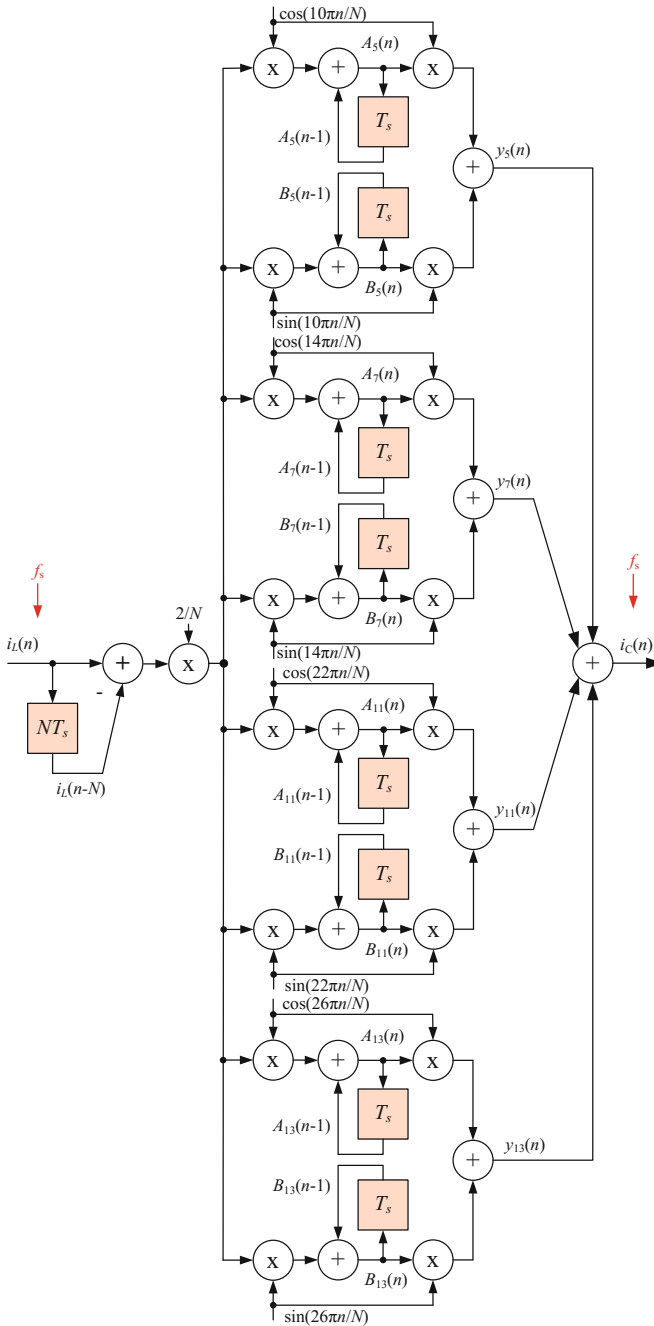 cos(10πn/N)
A₅(n)
x
+
x
Tₛ
A₅(n-1)
y₅(n)
+
B₅(n-1)
Tₛ
x
+
x
B₅(n)
sin(10πn/N)
cos(14πn/N)
A₇(n)
x
+
x
Tₛ
A₇(n-1)
y₇(n)
+
B₇(n-1)
Tₛ
fₛ
fₛ
x
+
x
2/N
B₇(n)
iL(n)
sin(14πn/N)
iC(n)
+
x
+
-
cos(22πn/N)
A₁₁(n)
NTₛ
x
+
x
iL(n-N)
Tₛ
A₁₁(n-1)
y₁₁(n)
+
B₁₁(n-1)
Tₛ
x
+
x
B₁₁(n)
sin(22πn/N)
cos(26πn/N)
A₁₃(n)
x
+
x
Tₛ
A₁₃(n-1)
y₁₃(n)
+
B₁₃(n-1)
Tₛ
x
+
x
B₁₃(n)
sin(26πn/N)